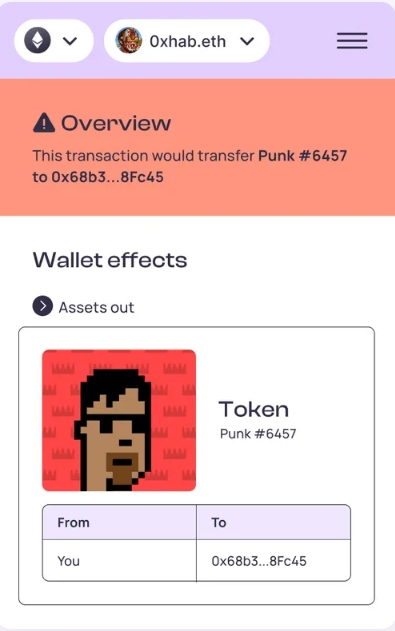 0xhab.eth
Overview
This transaction would transfer Punk #6457
to 0x68b3...8Fc45
Wallet effects
Assets out
Token
Punk #6457
From To
You 0x68b3...8Fc45